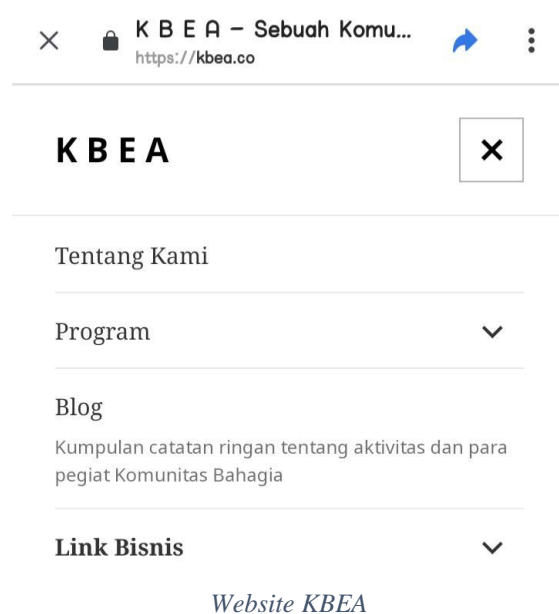 K B E A – Sebuah Komu...
https://kbea.co
K B E A
Tentang Kami
Program
Blog
Kumpulan catatan ringan tentang aktivitas dan para
pegiat Komunitas Bahagia
Link Bisnis
Website KBEA